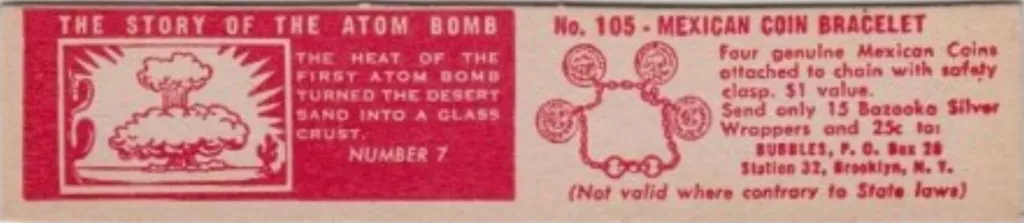 THE STORY OF THE ATOM BOMB
THE HEAT OF THE
FIRST ATOM BOMB
TURNED THE DESERT
SAND INTO A GLASS
CRUST.
NUMBER 7
No. 105 - MEXICAN COIN BRACELET
Four genuine Mexican Coins
attached to chain with safety
clasp. $1 value.
Send only 15 Bazooka Silver
Wrappers and 25c to:
BUBBLES, P. O. Box 28
Station 32, Brooklyn, N. Y.
(Not valid where contrary to State laws)